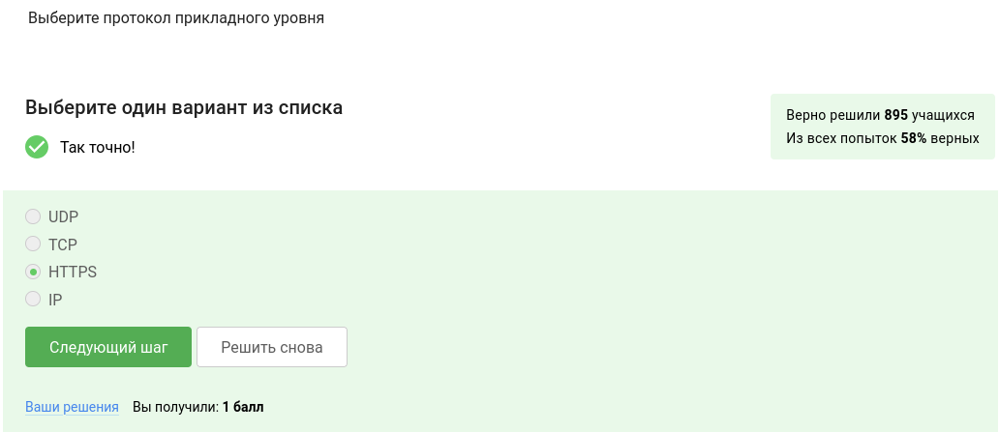 Выберите протокол прикладного уровня
Выберите один вариант из списка
Верно решили 895 учащихся
Из всех попыток 58% верных
Так точно!
UDP
TCP
HTTPS
IP
Следующий шаг
Решить снова
Ваши решения
Вы получили: 1 балл